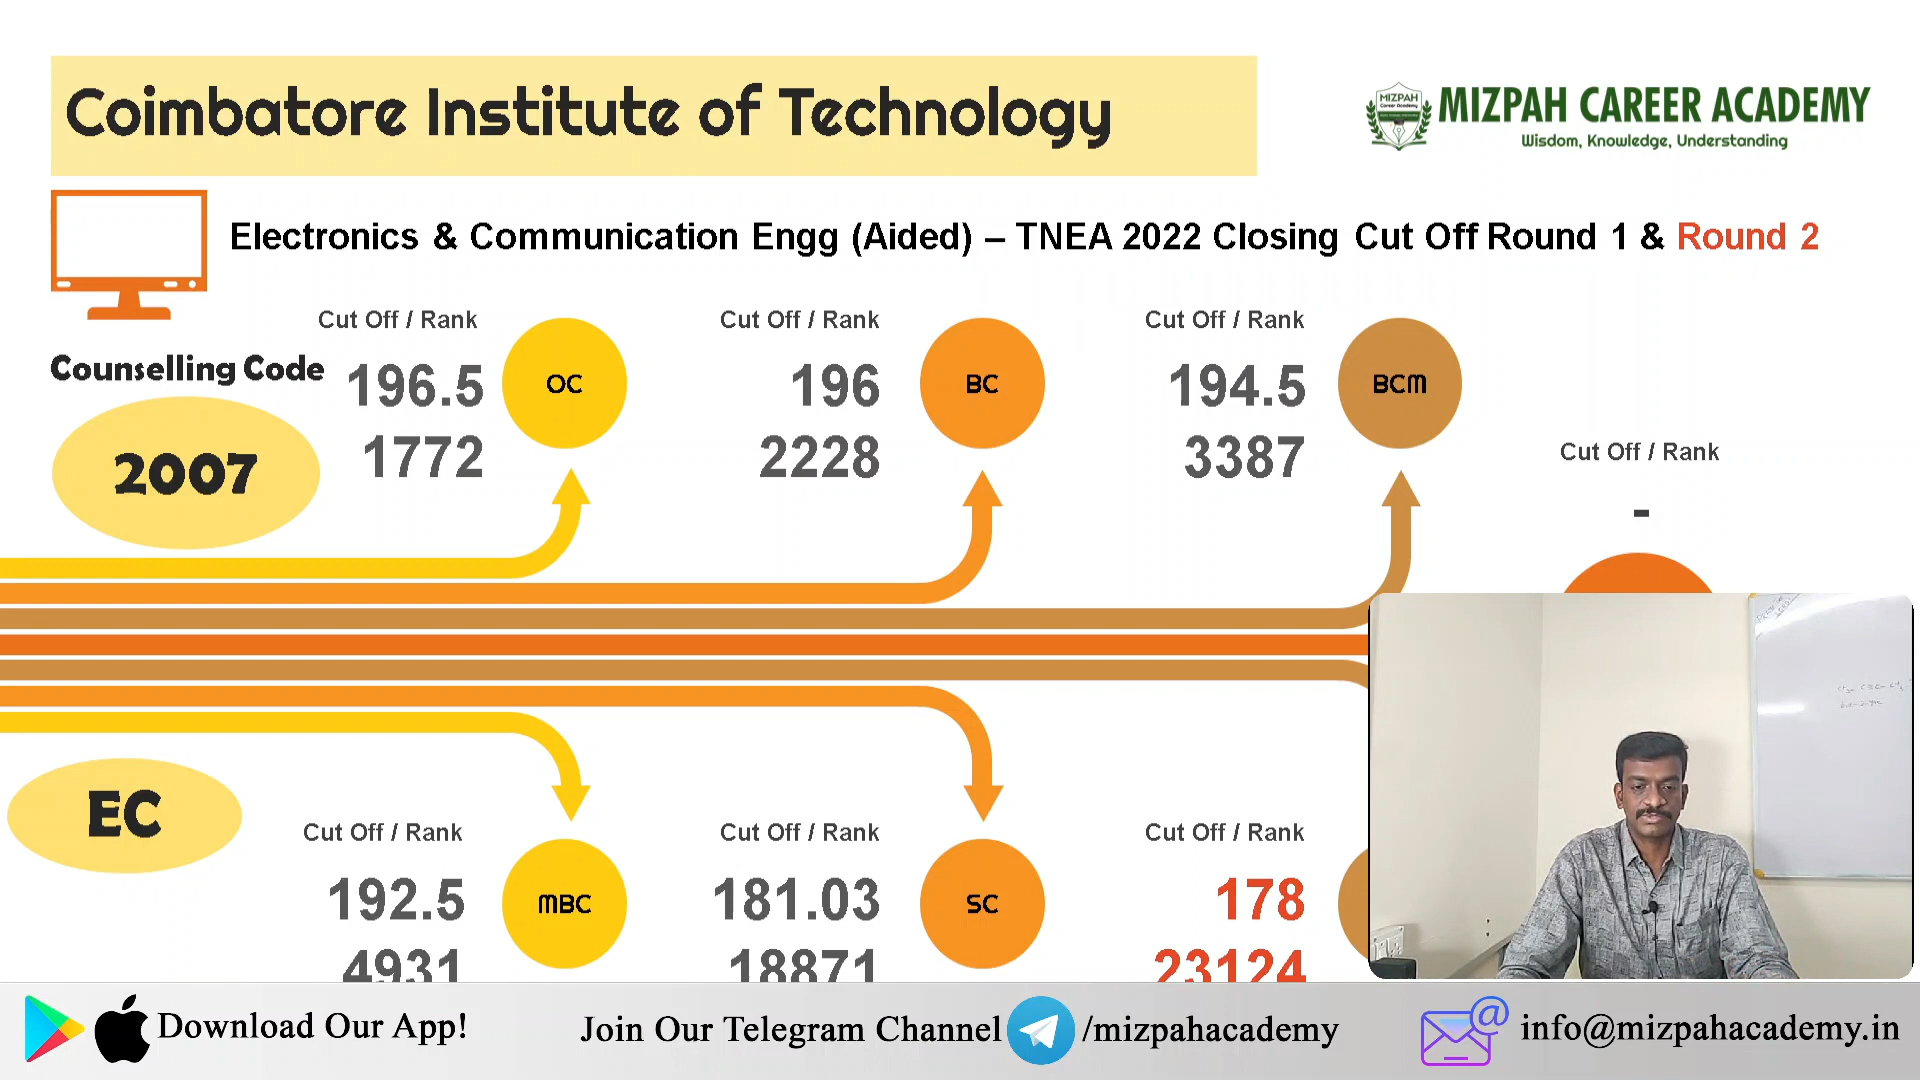 Coimbatore Institute of Technology
MIZPAH
Career Academy
MIZPAH CAREER ACADEMY
Wisdom, Knowledge, Understanding
Electronics & Communication Engg (Aided) – TNEA 2022 Closing Cut Off Round 1 & Round 2
Counselling Code
2007
Cut Off / Rank
196.5
1772
OC
Cut Off / Rank
196
2228
BC
Cut Off / Rank
194.5
3387
BCM
Cut Off / Rank
-
EC
Cut Off / Rank
192.5
4931
MBC
Cut Off / Rank
181.03
18871
SC
Cut Off / Rank
178
23124
Download Our App!
Join Our Telegram Channel /mizpahacademy
@
info@mizpahacademy.in